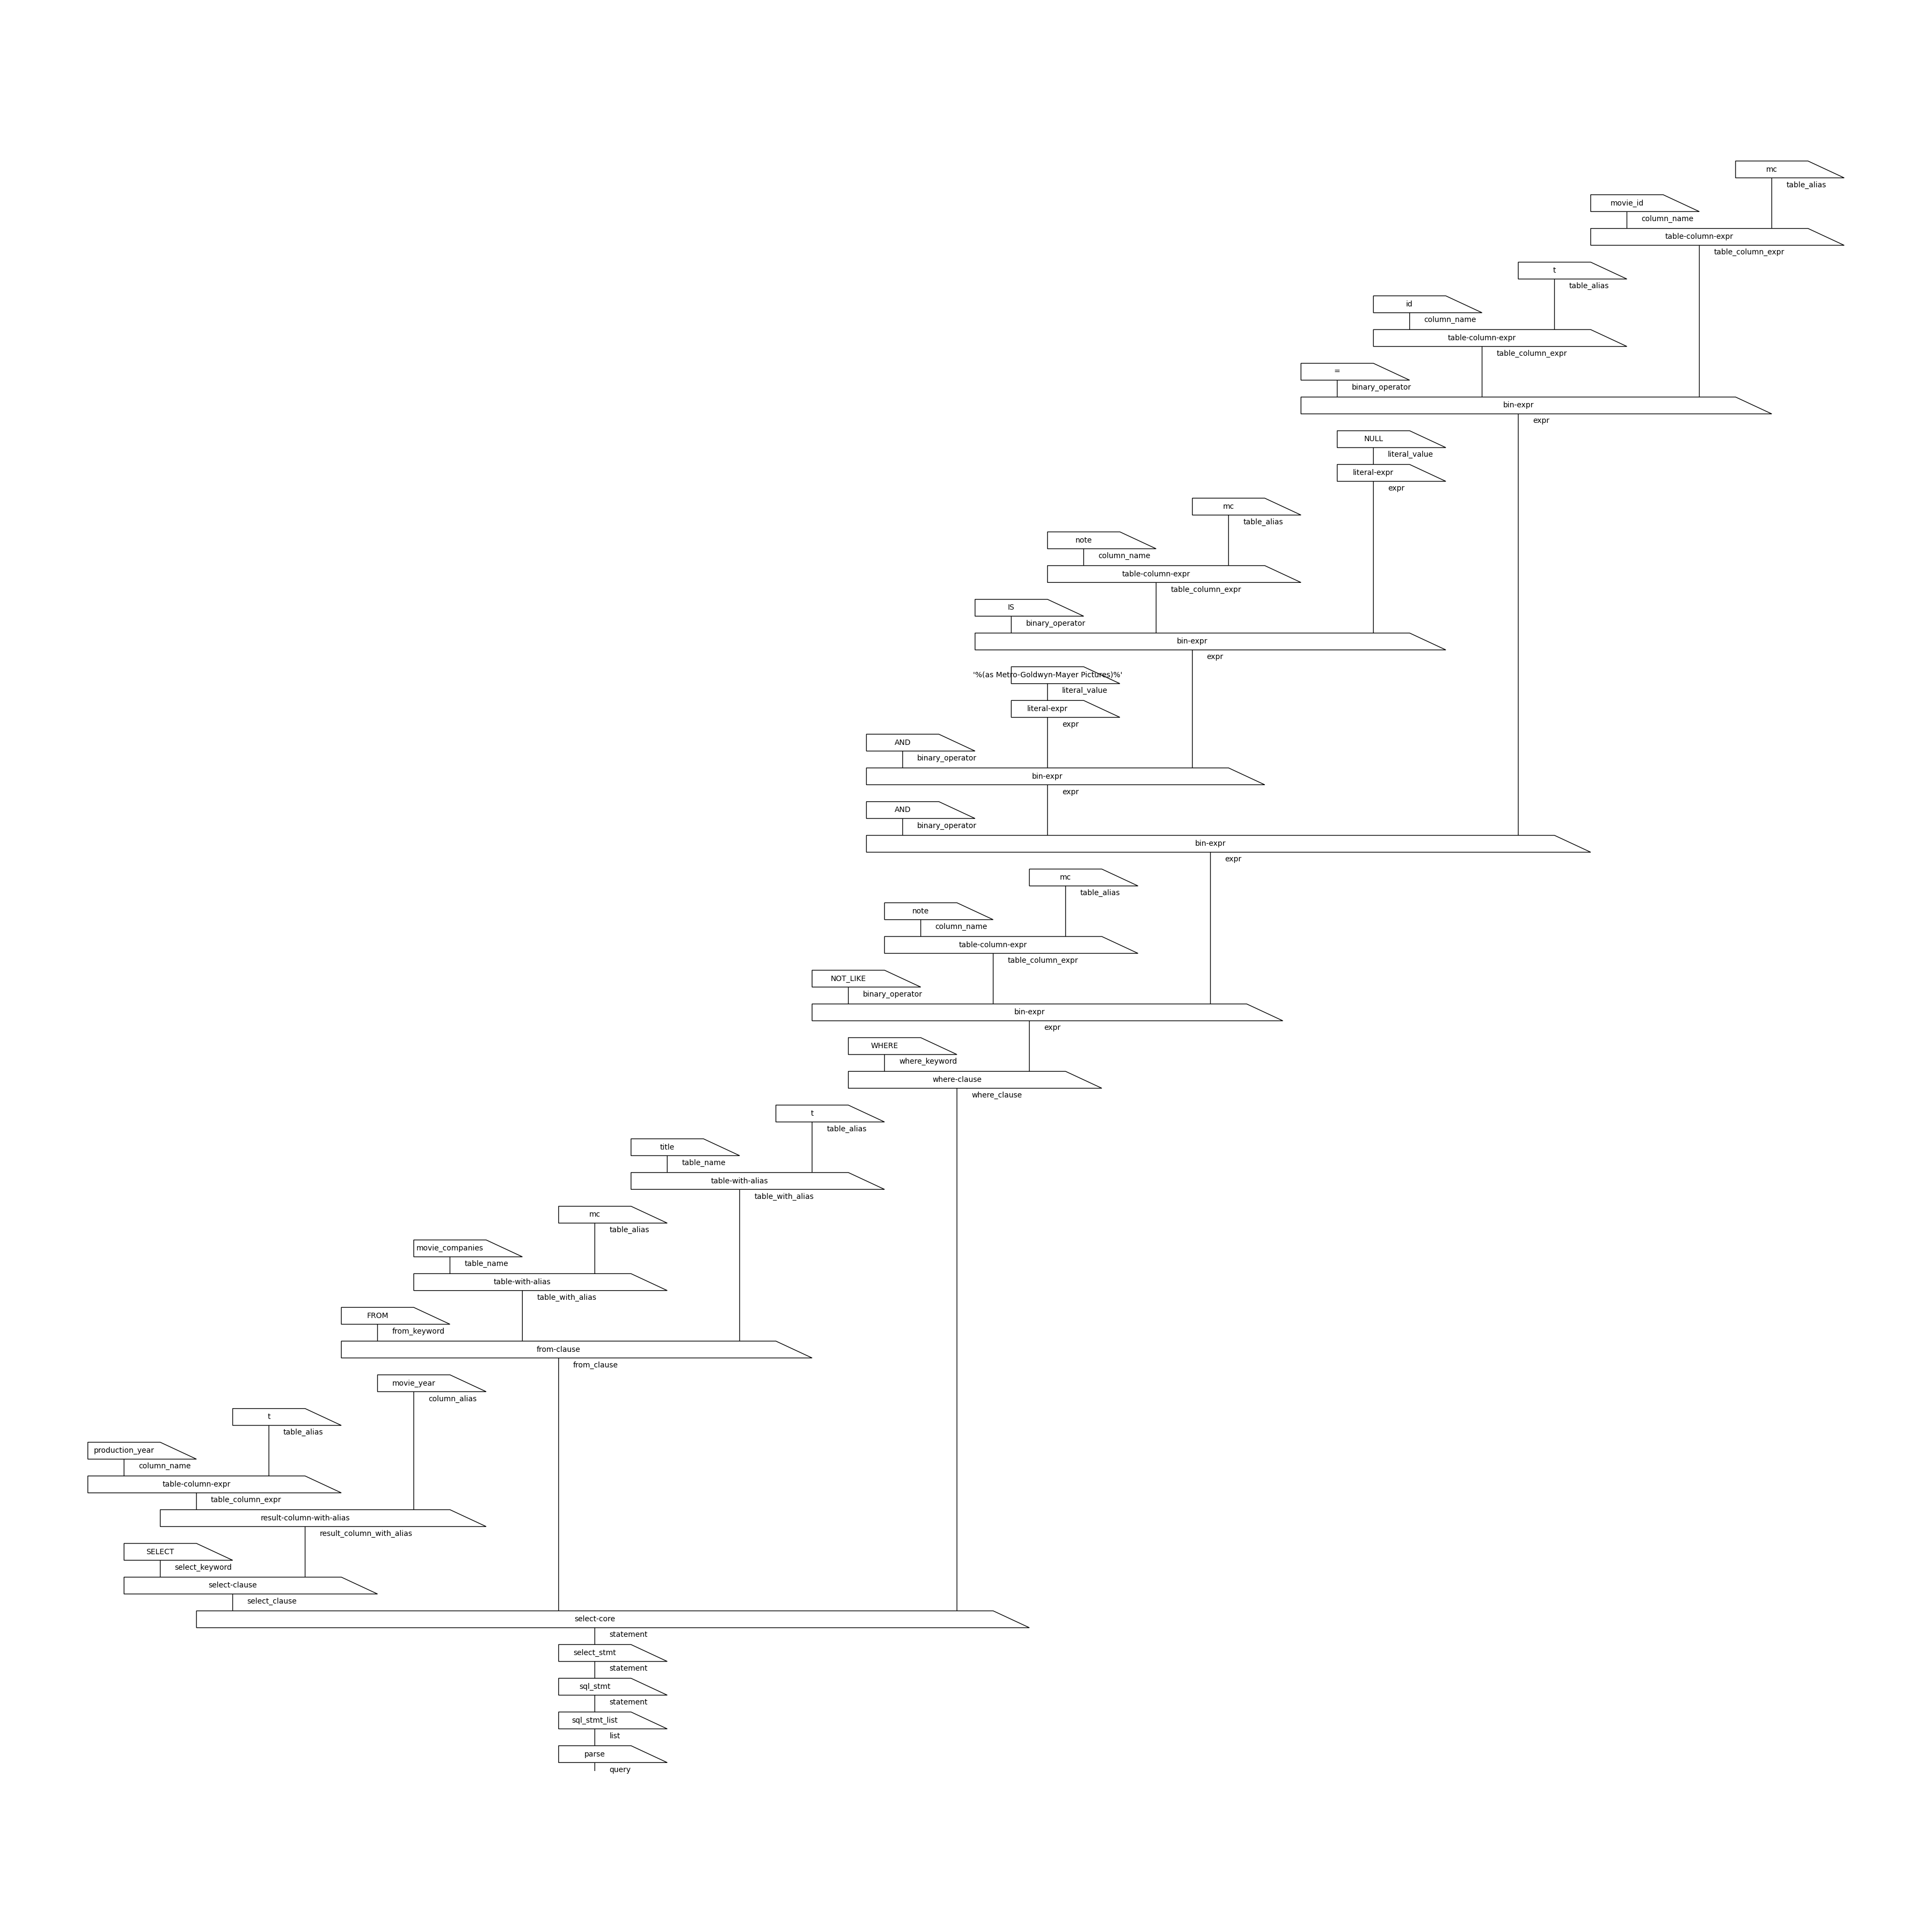 mc
table_alias
movie_id
column_name
table-column-expr
table_column_expr
t
table_alias
id
column_name
table-column-expr
table_column_expr
=
binary_operator
bin-expr
expr
NULL
literal_value
literal-expr
expr
mc
table_alias
note
column_name
table-column-expr
table_column_expr
IS
binary_operator
bin-expr
expr
'%(as Metro-Goldwyn-Mayer Pictures)%'
literal_value
literal-expr
expr
AND
binary_operator
bin-expr
expr
AND
binary_operator
bin-expr
expr
mc
table_alias
note
column_name
table-column-expr
table_column_expr
NOT_LIKE
binary_operator
bin-expr
expr
WHERE
where_keyword
where-clause
where_clause
t
table_alias
title
table_name
table-with-alias
table_with_alias
mc
table_alias
movie_companies
table_name
table-with-alias
table_with_alias
FROM
from_keyword
from-clause
from_clause
movie_year
column_alias
t
table_alias
production_year
column_name
table-column-expr
table_column_expr
result-column-with-alias
result_column_with_alias
SELECT
select_keyword
select-clause
select_clause
select-core
statement
select_stmt
statement
sql_stmt
statement
sql_stmt_list
list
parse
query